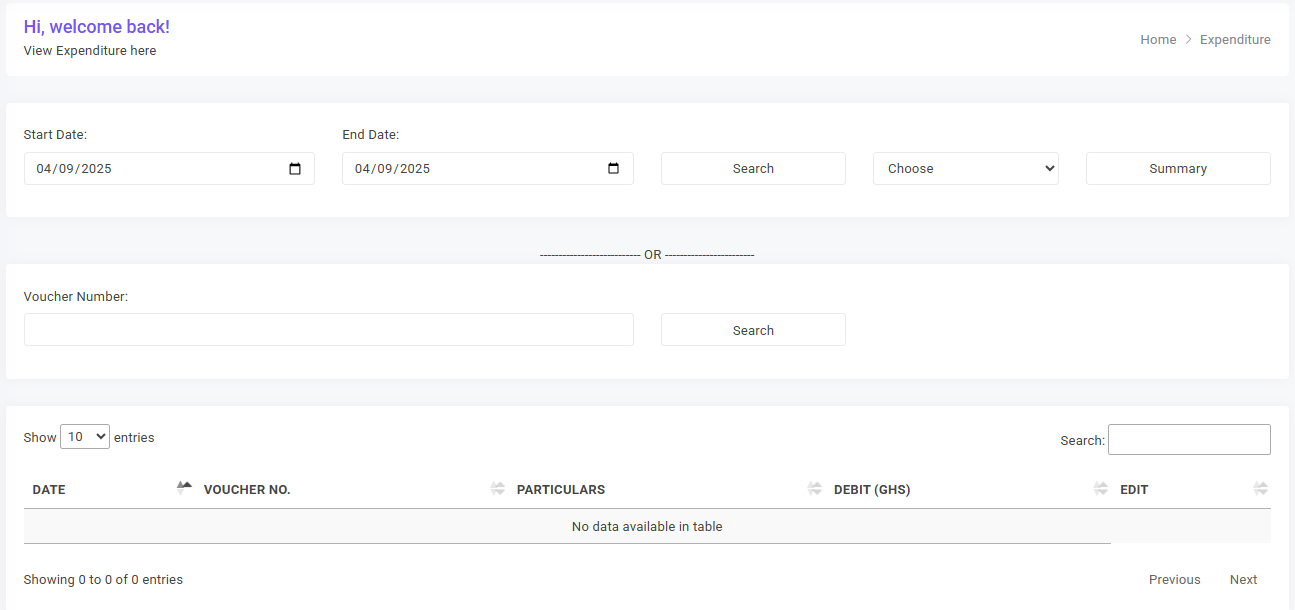 Hi, welcome back!
View Expenditure here
Home > Expenditure
Start Date:
End Date:
04/09/2025
04/09/2025
Search
Choose
Summary
--------------------------- OR ------------------------
Voucher Number:
Search
Show 10 entries
Search:
DATE
VOUCHER NO.
PARTICULARS
DEBIT (GHS)
EDIT
No data available in table
Showing 0 to 0 of 0 entries
Previous
Next